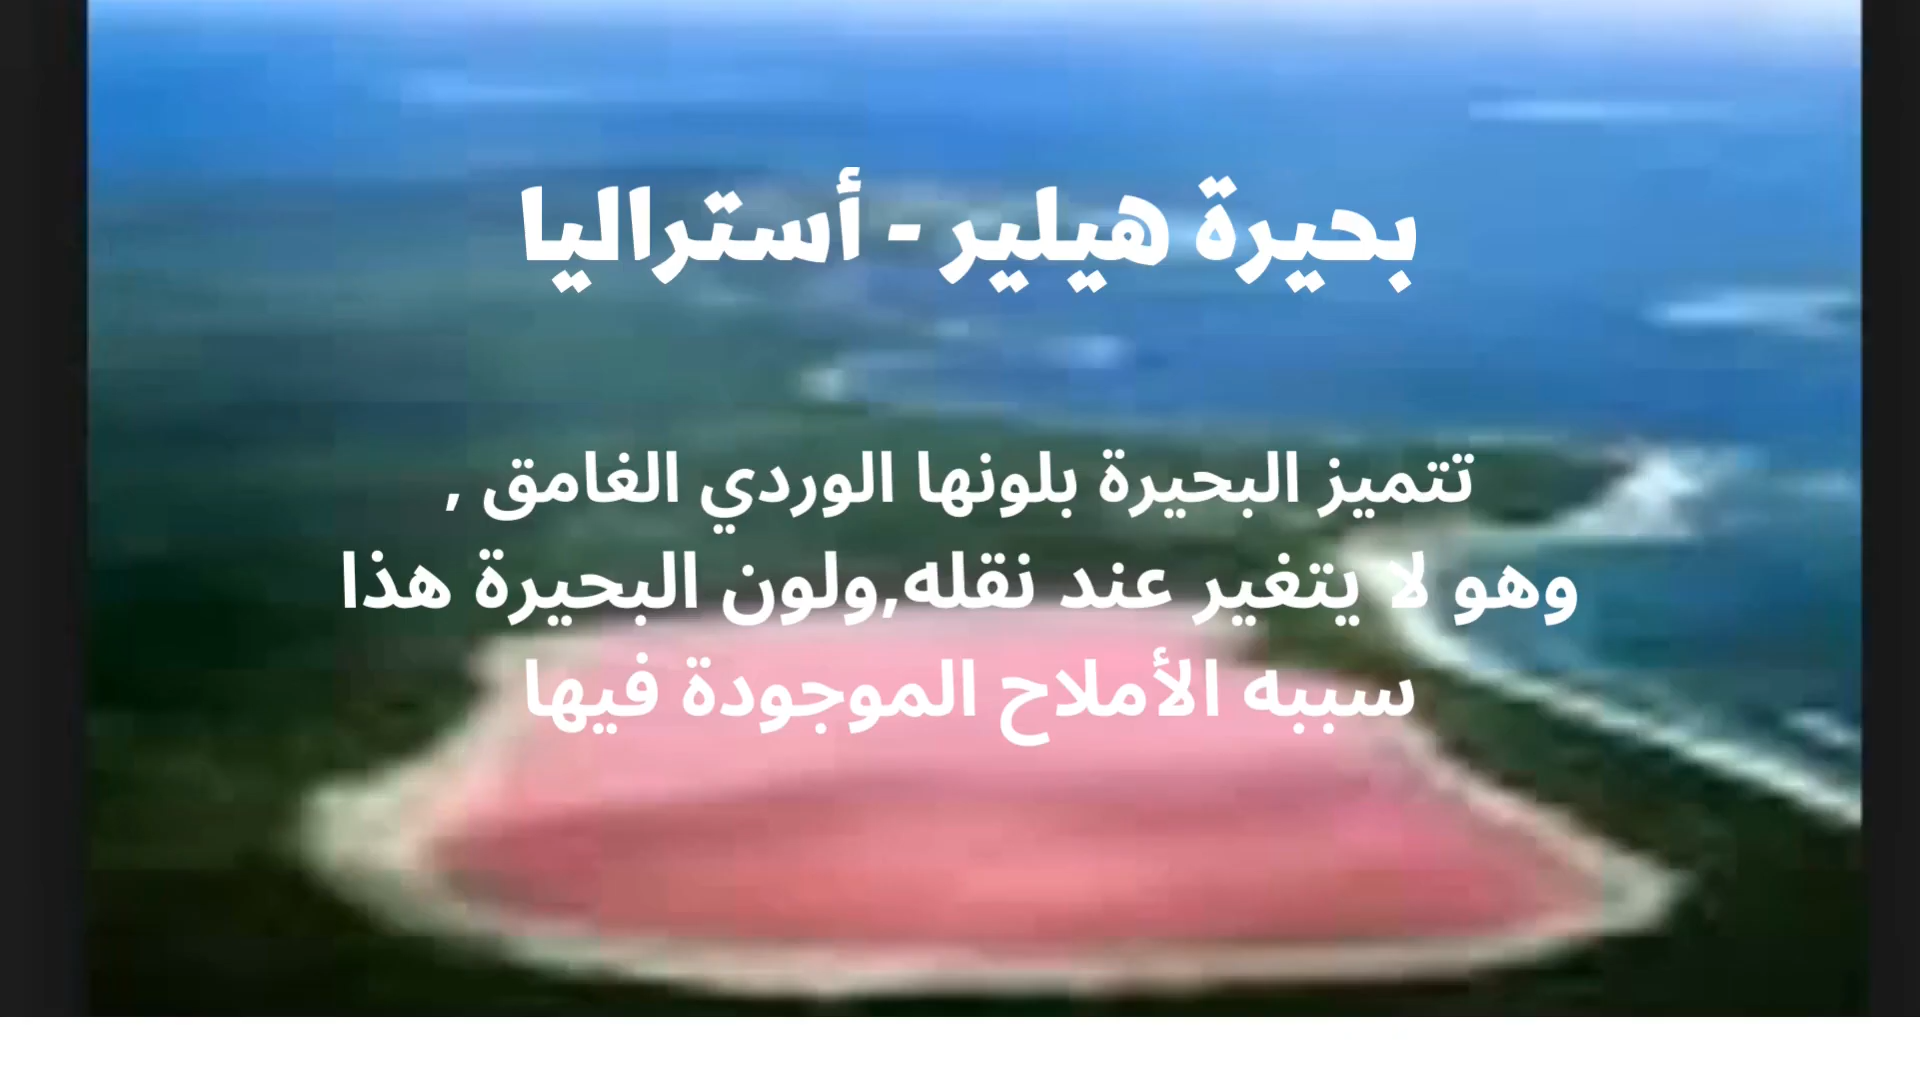 بحيرة هيلير - أستراليا
تتميز البحيرة بلونها الوردي الغامق ,
وهو لا يتغير عند نقله,ولون البحيرة هذا
سببه الأملاح الموجودة فيها